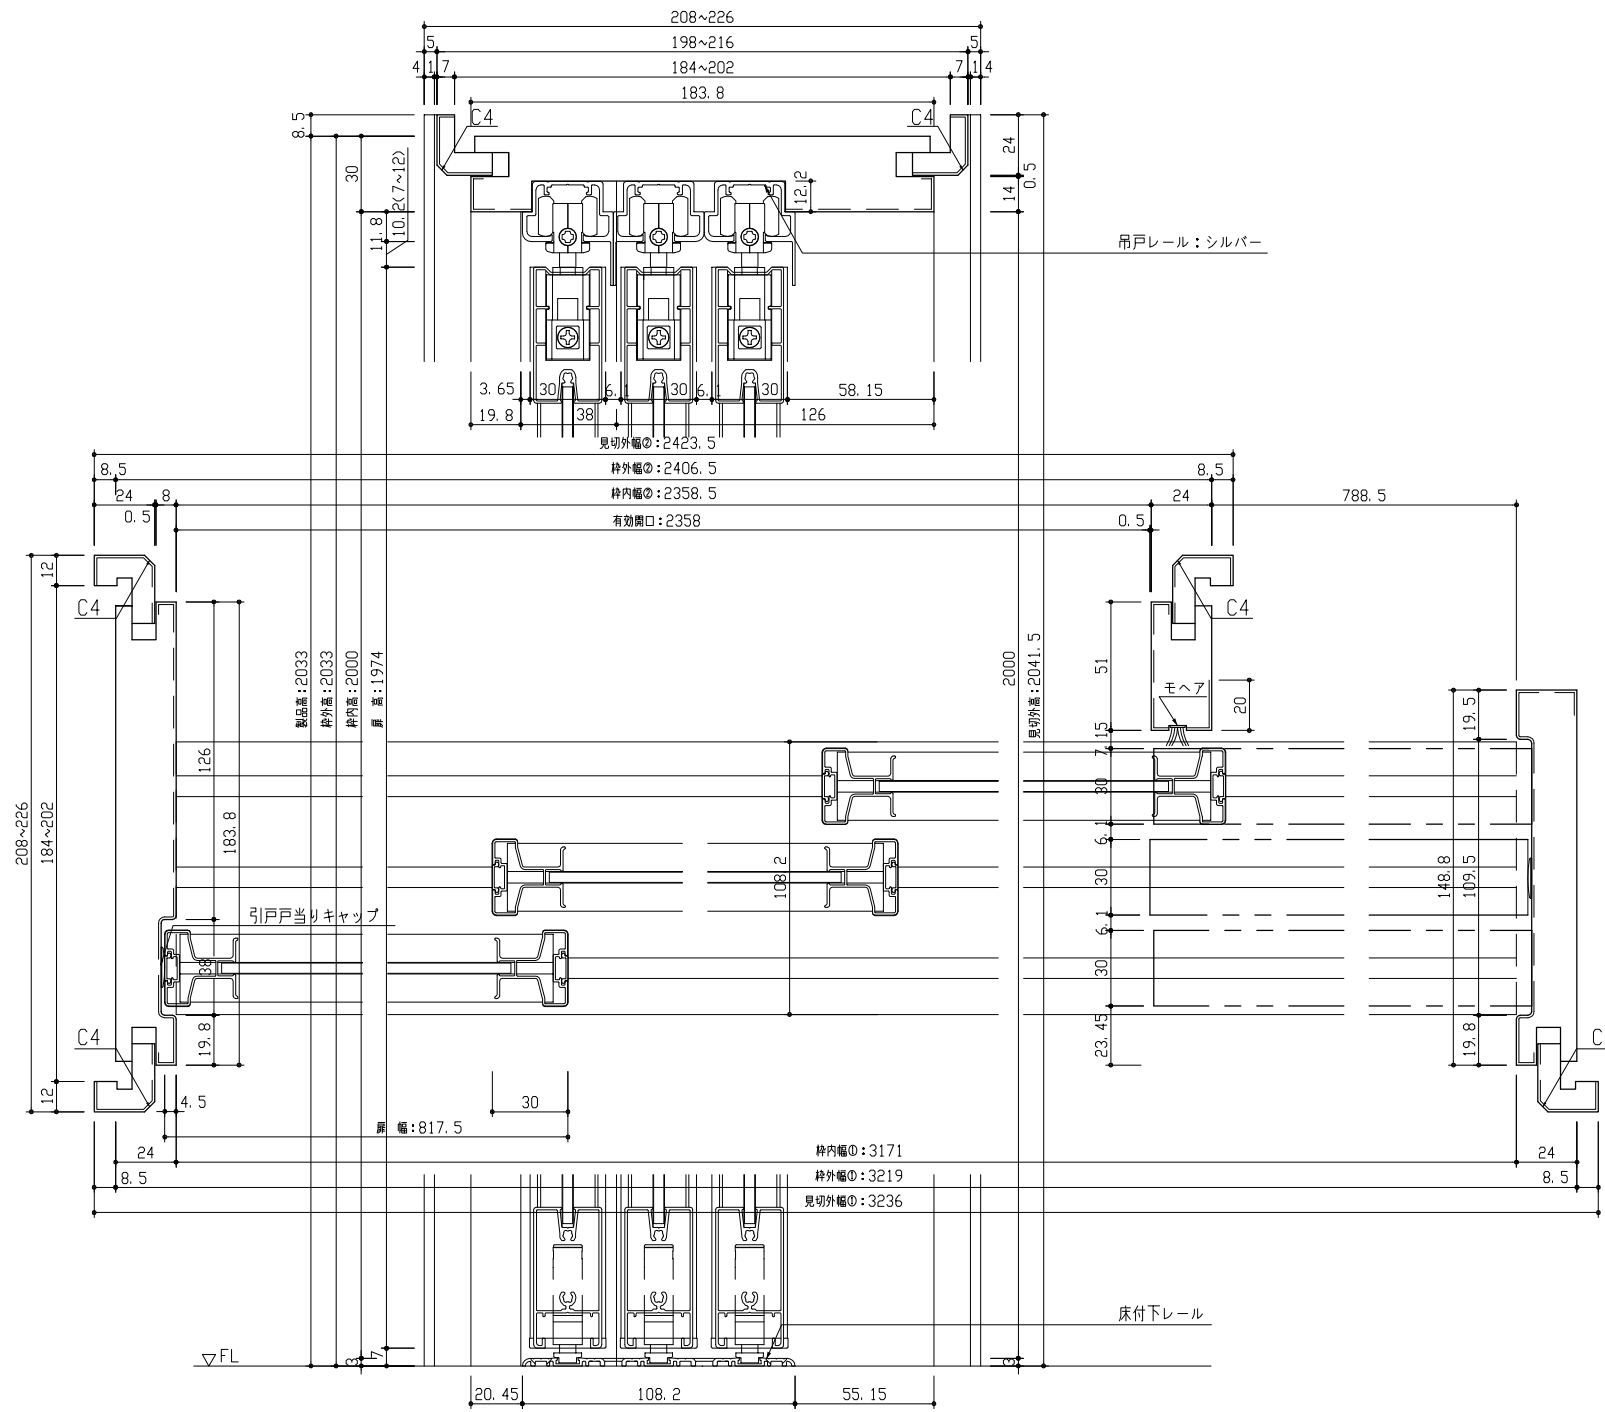 208~226
5 198~216 5
4 1 7 184~202 7 1 4
183.8
C4 C4
8.5
30
24
0.5
14
12.2
11.8
10.2(7~12)
吊戸レール：シルバー
3.65 30 6.1 30 6.1 30 58.15
19.8 38 126
見切外幅②：2423.5
8.5 枠外幅②：2406.5 8.5
24 8 枠内幅②：2358.5 24 788.5
0.5 有効開口：2358 0.5
12
C4 C4
208~226
184~202
製品高：2033
枠外高：2033
枠内高：2000
扉 高：1974
2000
見切外高：2041.5
モヘア
51
20
19.5
15
7.1
126
183.8
30
6.1
108.2
30
148.8
109.5
引戸戸当りキャップ
6.1
38
30
19.8
23.45
19.8
C4 C
12
4.5 30
扉 幅：817.5
24 枠内幅①：3171 24
8.5 枠外幅①：3219 8.5
見切外幅①：3236
床付下レール
FL
3 7 3
20.45 108.2 55.15